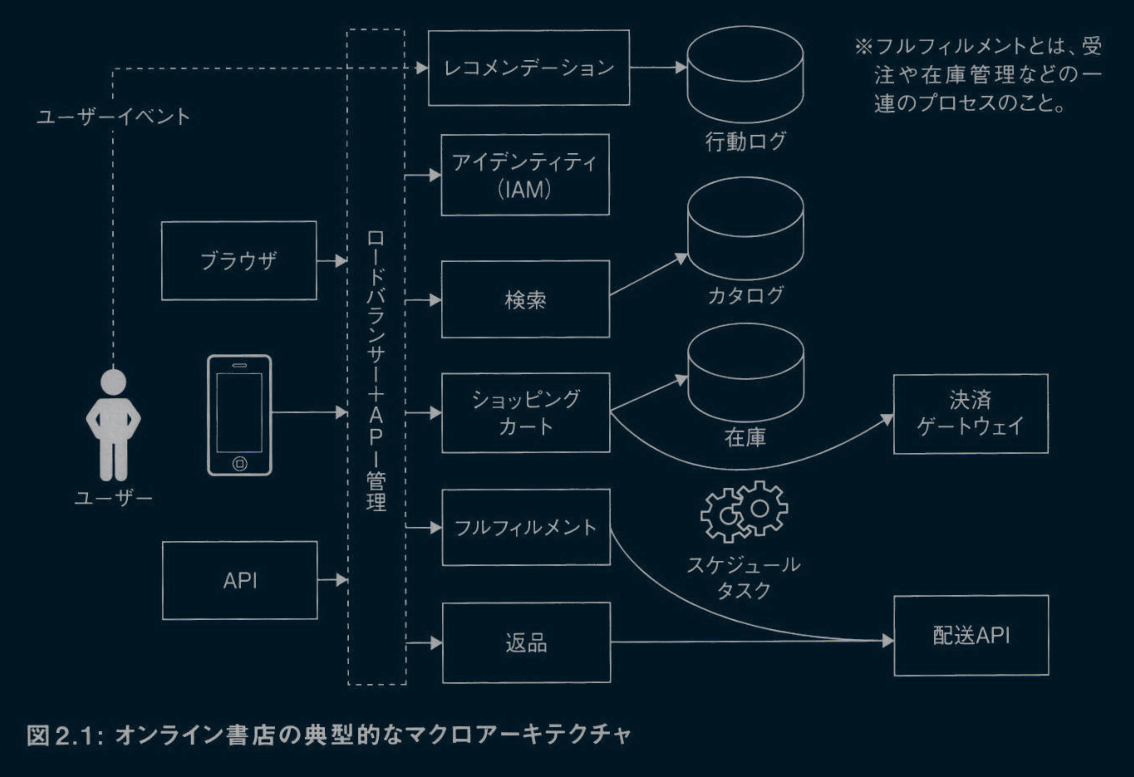 レコメンデーション
※フルフィルメントとは、受
注や在庫管理などの一
連のプロセスのこと。
ユーザーイベント
行動ログ
アイデンティティ
(IAM)
ブラウザ
ロードバランサー+API管理
検索
カタログ
ショッピング
カート
在庫
決済
ゲートウェイ
ユーザー
フルフィルメント
スケジュール
タスク
API
返品
配送API
図2.1: オンライン書店の典型的なマクロアーキテクチャ